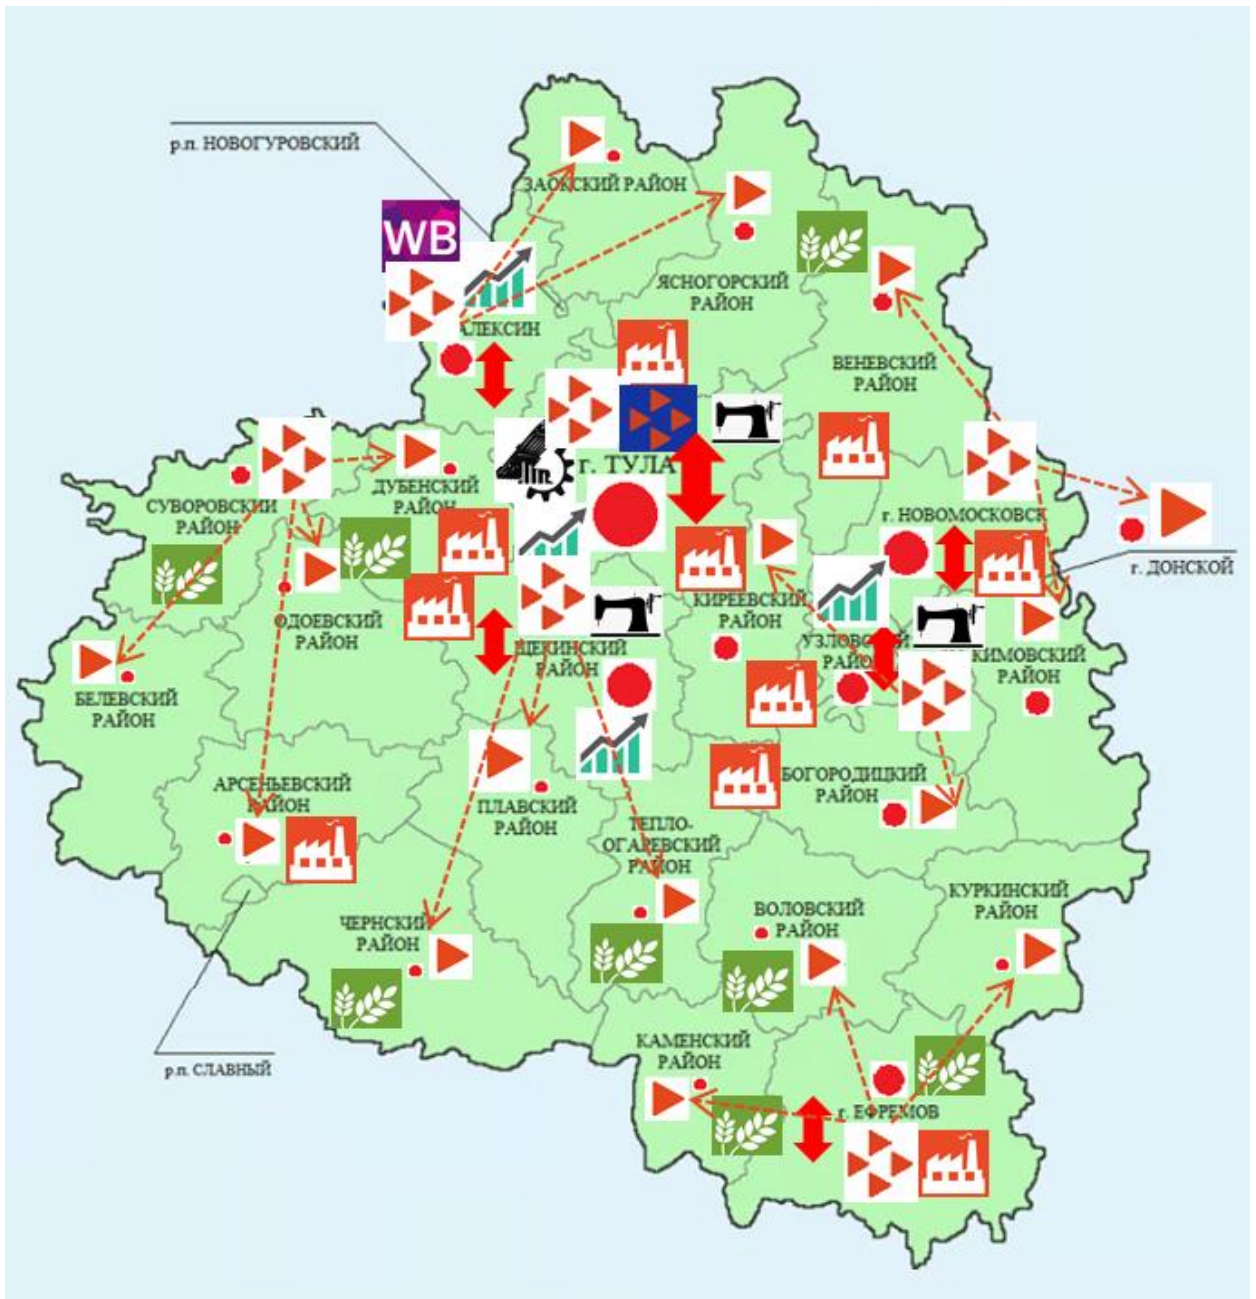 р.п. НОВОГУРОВСКИЙ
ЗАОКСКИЙ РАЙОН
WB
ЯСНОГОРСКИЙ
РАЙОН
АЛЕКСИН
ВЕНЕВСКИЙ
РАЙОН
г. ТУЛА
ДУБЕНСКИЙ
РАЙОН
СУВОРОВСКИЙ
РАЙОН
г. НОВОМОСКОВСК
г. ДОНСКОЙ
КИРЕЕВСКИЙ
РАЙОН
ОДОЕВСКИЙ
РАЙОН
ЩЕКИНСКИЙ
РАЙОН
УЗЛОВСКИЙ
РАЙОН
КИМОВСКИЙ
РАЙОН
БЕЛЕВСКИЙ
РАЙОН
АРСЕНЬЕВСКИЙ
РАЙОН
ПЛАВСКИЙ
РАЙОН
БОГОРОДИЦКИЙ
РАЙОН
ТЕПЛО-
ОГАРЕВСКИЙ
РАЙОН
ЧЕРНСКИЙ
РАЙОН
ВОЛОВСКИЙ
РАЙОН
КУРКИНСКИЙ
РАЙОН
КАМЕНСКИЙ
РАЙОН
р.п. СЛАВНЫЙ
г. ЕФРЕМОВ